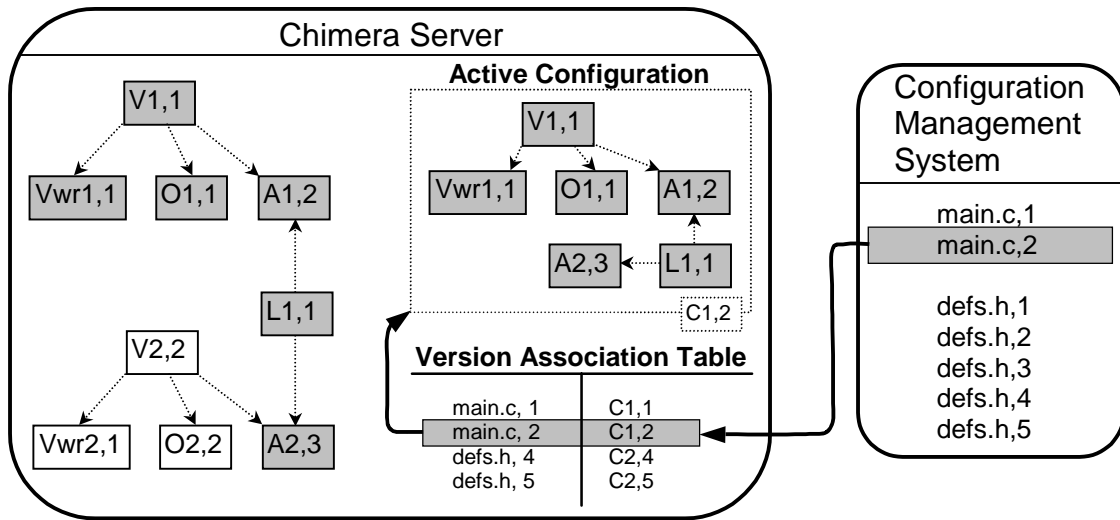 Chimera Server
V1,1
Vwr1,1 O1,1 A1,2
L1,1
V2,2
Vwr2,1 O2,2 A2,3
Active Configuration
V1,1
Vwr1,1 O1,1 A1,2
A2,3 L1,1
C1,2
Version Association Table
main.c, 1 C1,1
main.c, 2 C1,2
defs.h, 4 C2,4
defs.h, 5 C2,5
Configuration
Management
System
main.c,1
main.c,2
defs.h,1
defs.h,2
defs.h,3
defs.h,4
defs.h,5